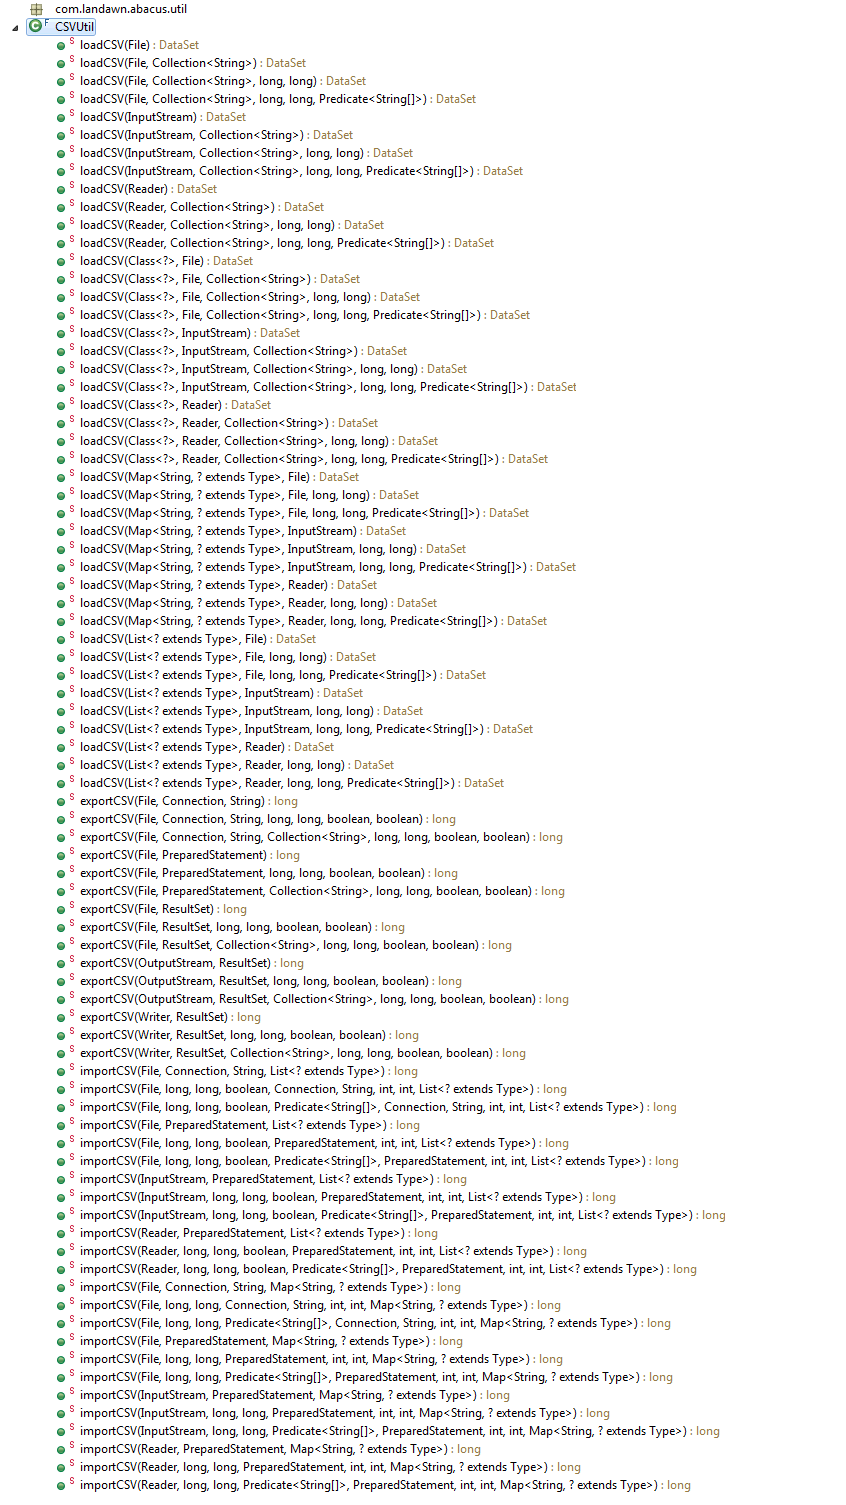 com.landawn.abacus.util
CSVUtil
loadCSV(File) : DataSet
loadCSV(File, Collection<String>) : DataSet
loadCSV(File, Collection<String>, long, long) : DataSet
loadCSV(File, Collection<String>, long, long, Predicate<String[]>) : DataSet
loadCSV(InputStream) : DataSet
loadCSV(InputStream, Collection<String>) : DataSet
loadCSV(InputStream, Collection<String>, long, long) : DataSet
loadCSV(InputStream, Collection<String>, long, long, Predicate<String[]>) : DataSet
loadCSV(Reader) : DataSet
loadCSV(Reader, Collection<String>) : DataSet
loadCSV(Reader, Collection<String>, long, long) : DataSet
loadCSV(Reader, Collection<String>, long, long, Predicate<String[]>) : DataSet
loadCSV(Class<?>, File) : DataSet
loadCSV(Class<?>, File, Collection<String>) : DataSet
loadCSV(Class<?>, File, Collection<String>, long, long) : DataSet
loadCSV(Class<?>, File, Collection<String>, long, long, Predicate<String[]>) : DataSet
loadCSV(Class<?>, InputStream) : DataSet
loadCSV(Class<?>, InputStream, Collection<String>) : DataSet
loadCSV(Class<?>, InputStream, Collection<String>, long, long) : DataSet
loadCSV(Class<?>, InputStream, Collection<String>, long, long, Predicate<String[]>) : DataSet
loadCSV(Class<?>, Reader) : DataSet
loadCSV(Class<?>, Reader, Collection<String>) : DataSet
loadCSV(Class<?>, Reader, Collection<String>, long, long) : DataSet
loadCSV(Class<?>, Reader, Collection<String>, long, long, Predicate<String[]>) : DataSet
loadCSV(Map<String, ? extends Type>, File) : DataSet
loadCSV(Map<String, ? extends Type>, File, long, long) : DataSet
loadCSV(Map<String, ? extends Type>, File, long, long, Predicate<String[]>) : DataSet
loadCSV(Map<String, ? extends Type>, InputStream) : DataSet
loadCSV(Map<String, ? extends Type>, InputStream, long, long) : DataSet
loadCSV(Map<String, ? extends Type>, InputStream, long, long, Predicate<String[]>) : DataSet
loadCSV(Map<String, ? extends Type>, Reader) : DataSet
loadCSV(Map<String, ? extends Type>, Reader, long, long) : DataSet
loadCSV(Map<String, ? extends Type>, Reader, long, long, Predicate<String[]>) : DataSet
loadCSV(List<? extends Type>, File) : DataSet
loadCSV(List<? extends Type>, File, long, long) : DataSet
loadCSV(List<? extends Type>, File, long, long, Predicate<String[]>) : DataSet
loadCSV(List<? extends Type>, InputStream) : DataSet
loadCSV(List<? extends Type>, InputStream, long, long) : DataSet
loadCSV(List<? extends Type>, InputStream, long, long, Predicate<String[]>) : DataSet
loadCSV(List<? extends Type>, Reader) : DataSet
loadCSV(List<? extends Type>, Reader, long, long) : DataSet
loadCSV(List<? extends Type>, Reader, long, long, Predicate<String[]>) : DataSet
exportCSV(File, Connection, String) : long
exportCSV(File, Connection, String, long, long, boolean, boolean) : long
exportCSV(File, Connection, String, Collection<String>, long, long, boolean, boolean) : long
exportCSV(File, PreparedStatement) : long
exportCSV(File, PreparedStatement, long, long, boolean, boolean) : long
exportCSV(File, PreparedStatement, Collection<String>, long, long, boolean, boolean) : long
exportCSV(File, ResultSet) : long
exportCSV(File, ResultSet, long, long, boolean, boolean) : long
exportCSV(File, ResultSet, Collection<String>, long, long, boolean, boolean) : long
exportCSV(OutputStream, ResultSet) : long
exportCSV(OutputStream, ResultSet, long, long, boolean, boolean) : long
exportCSV(OutputStream, ResultSet, Collection<String>, long, long, boolean, boolean) : long
exportCSV(Writer, ResultSet) : long
exportCSV(Writer, ResultSet, long, long, boolean, boolean) : long
exportCSV(Writer, ResultSet, Collection<String>, long, long, boolean, boolean) : long
importCSV(File, Connection, String, List<? extends Type>) : long
importCSV(File, long, long, boolean, Connection, String, int, int, List<? extends Type>) : long
importCSV(File, long, long, boolean, Predicate<String[]>, Connection, String, int, int, List<? extends Type>) : long
importCSV(File, PreparedStatement, List<? extends Type>) : long
importCSV(File, long, long, boolean, PreparedStatement, int, int, List<? extends Type>) : long
importCSV(File, long, long, boolean, Predicate<String[]>, PreparedStatement, int, int, List<? extends Type>) : long
importCSV(InputStream, PreparedStatement, List<? extends Type>) : long
importCSV(InputStream, long, long, boolean, PreparedStatement, int, int, List<? extends Type>) : long
importCSV(InputStream, long, long, boolean, Predicate<String[]>, PreparedStatement, int, int, List<? extends Type>) : long
importCSV(Reader, PreparedStatement, List<? extends Type>) : long
importCSV(Reader, long, long, boolean, PreparedStatement, int, int, List<? extends Type>) : long
importCSV(Reader, long, long, boolean, Predicate<String[]>, PreparedStatement, int, int, List<? extends Type>) : long
importCSV(File, Connection, String, Map<String, ? extends Type>) : long
importCSV(File, long, long, Connection, String, int, int, Map<String, ? extends Type>) : long
importCSV(File, long, long, Predicate<String[]>, Connection, String, int, int, Map<String, ? extends Type>) : long
importCSV(File, PreparedStatement, Map<String, ? extends Type>) : long
importCSV(File, long, long, PreparedStatement, int, int, Map<String, ? extends Type>) : long
importCSV(File, long, long, Predicate<String[]>, PreparedStatement, int, int, Map<String, ? extends Type>) : long
importCSV(InputStream, PreparedStatement, Map<String, ? extends Type>) : long
importCSV(InputStream, long, long, PreparedStatement, int, int, Map<String, ? extends Type>) : long
importCSV(InputStream, long, long, Predicate<String[]>, PreparedStatement, int, int, Map<String, ? extends Type>) : long
importCSV(Reader, PreparedStatement, Map<String, ? extends Type>) : long
importCSV(Reader, long, long, PreparedStatement, int, int, Map<String, ? extends Type>) : long
importCSV(Reader, long, long, Predicate<String[]>, PreparedStatement, int, int, Map<String, ? extends Type>) : long